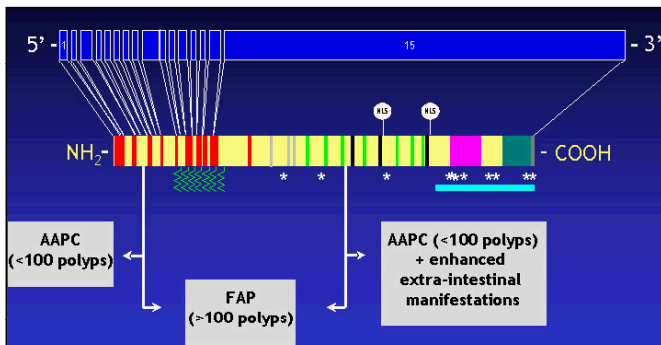 5' - 1 15 - 3'
NLS NLS
NH2- - COOH
* * * *** ** **
AAPC
(<100 polyps)
FAP
(>100 polyps)
AAPC (<100 polyps)
+ enhanced
extra-intestinal
manifestations